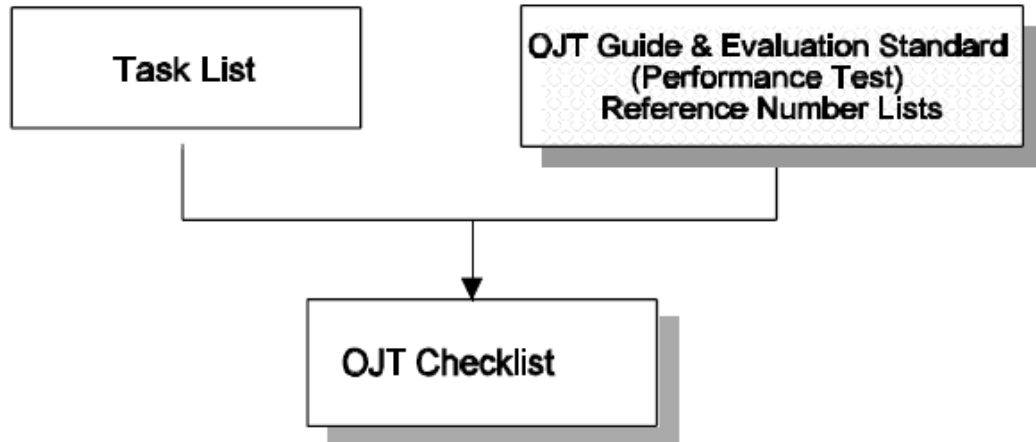 Task List
OJT Guide & Evaluation Standard
(Performance Test)
Reference Number Lists
OJT Checklist